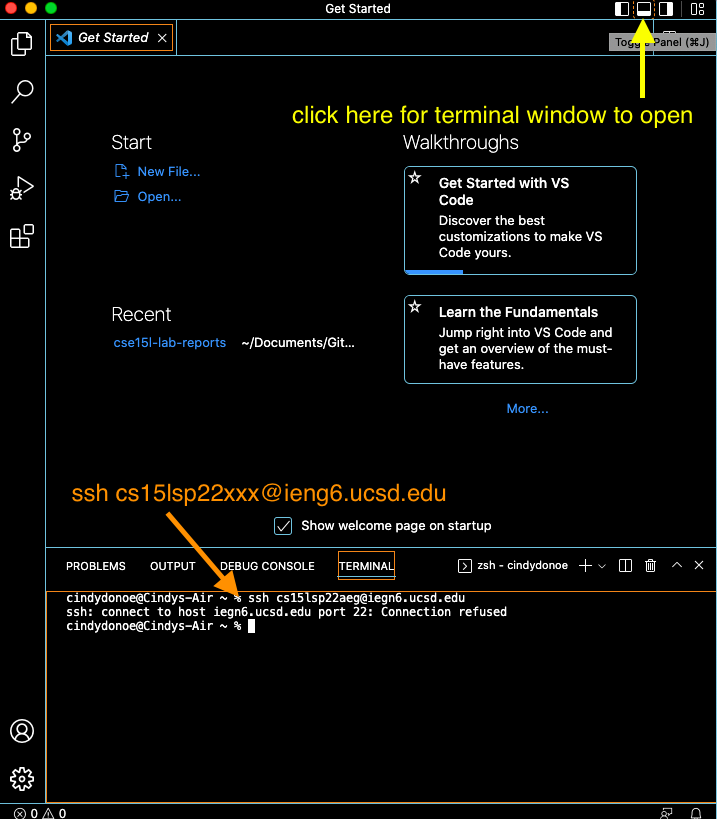 Get Started
Get Started
Toggle Panel (⌘J)
click here for terminal window to open
Start
New File...
Open...
Walkthroughs
Get Started with VS
Code
Discover the best
customizations to make VS
Code yours.
Recent
cse15l-lab-reports ~/Documents/Git...
Learn the Fundamentals
Jump right into VS Code and
get an overview of the must-
have features.
More...
ssh cs15lsp22xxx@ieng6.ucsd.edu
Show welcome page on startup
PROBLEMS OUTPUT DEBUG CONSOLE TERMINAL zsh - cindydonoe
cindydonoe@Cindys-Air ~ % ssh cs15lsp22aeg@iegn6.ucsd.edu
ssh: connect to host iegn6.ucsd.edu port 22: Connection refused
cindydonoe@Cindys-Air ~ %
0 0